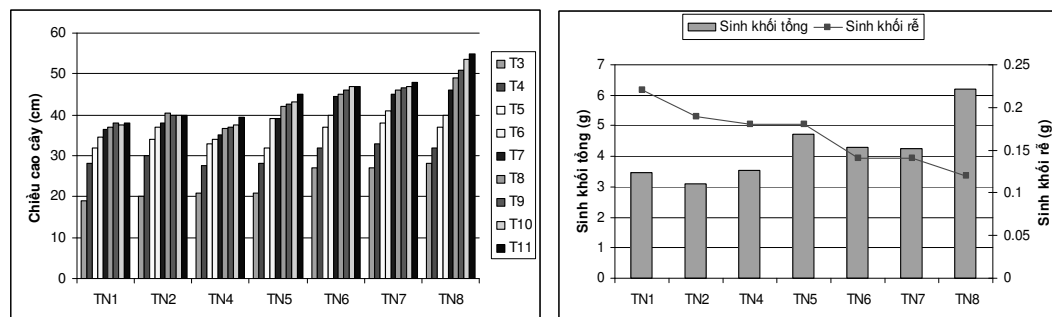 Chiều cao cây (cm)
60
50
40
30
20
10
0
TN1 TN2 TN4 TN5 TN6 TN7 TN8
T3
T4
T5
T6
T7
T8
T9
T10
T11
Sinh khối tổng Sinh khối rễ
Sinh khối tổng (g)
7
6
5
4
3
2
1
0
TN1 TN2 TN4 TN5 TN6 TN7 TN8
0.25
0.2
0.15
0.1
0.05
0
Sinh khối rễ (g)